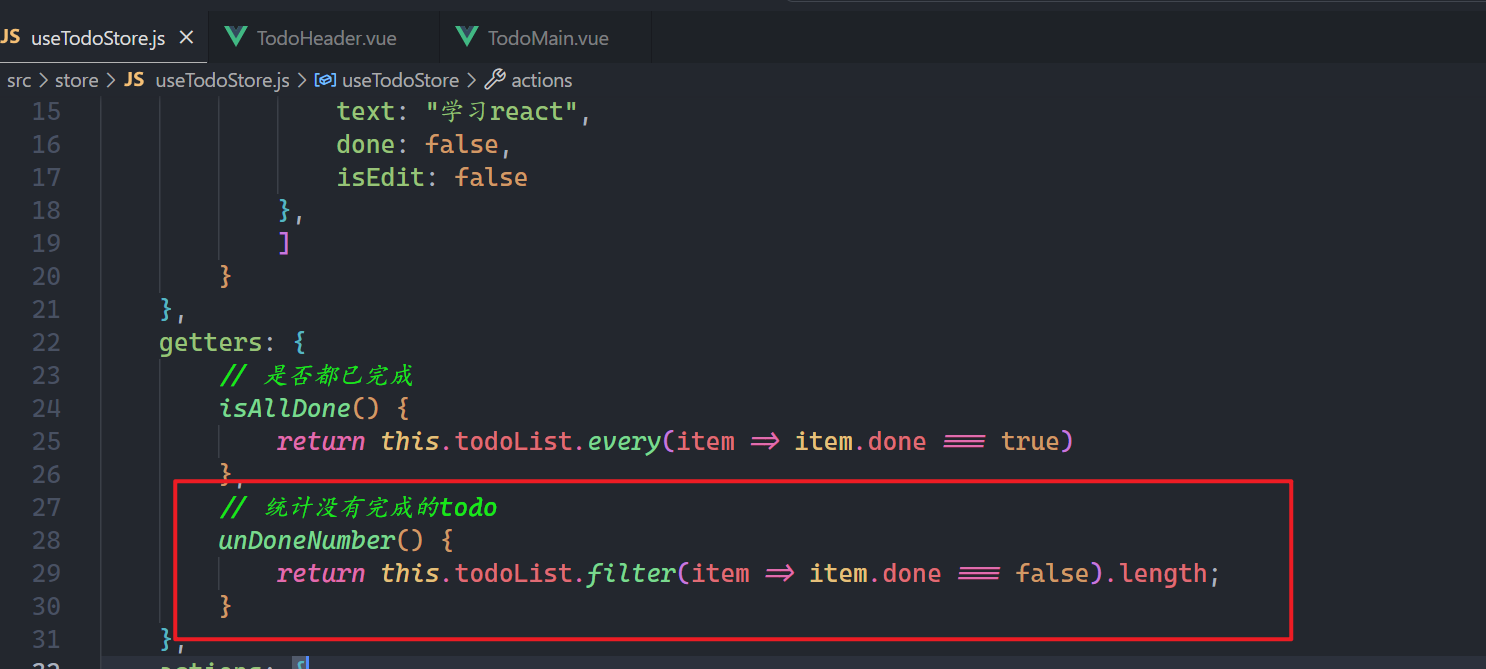 JS useTodoStore.js × TodoHeader.vue TodoMain.vue
src > store > JS useTodoStore.js > useTodoStore > actions
15 text: "学习react",
16 done: false,
17 isEdit: false
18 },
19 ]
20 }
21 },
22 getters: {
23 // 是否都已完成
24 isAllDone() {
25 return this.todoList.every(item => item.done === true)
26 },
27 // 统计没有完成的todo
28 unDoneNumber() {
29 return this.todoList.filter(item => item.done === false).length;
30 }
31 },
32 actions: {